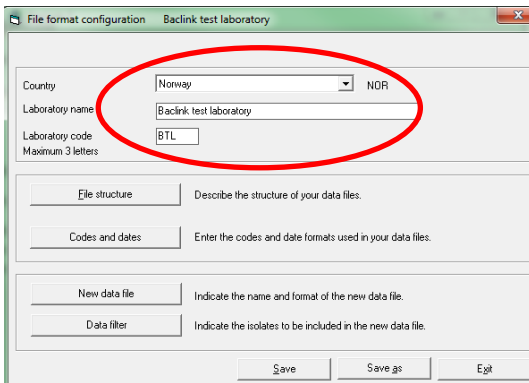 File format configuration Baclink test laboratory
Country Norway NOR
Laboratory name Baclink test laboratory
Laboratory code BTL
Maximum 3 letters
File structure Describe the structure of your data files.
Codes and dates Enter the codes and date formats used in your data files.
New data file Indicate the name and format of the new data file.
Data filter Indicate the isolates to be included in the new data file.
Save Save as Exit